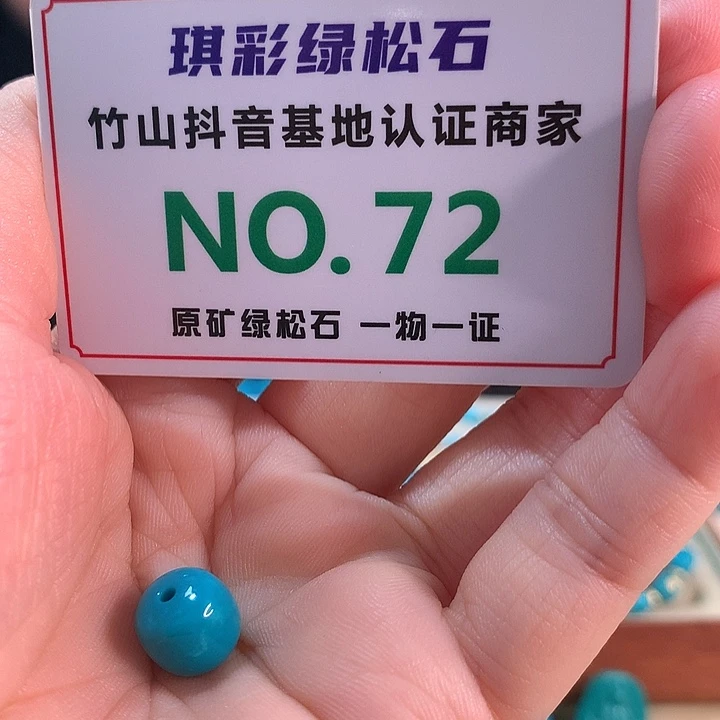 琪彩绿松石
竹山抖音基地认证商家
NO.72
原矿绿松石 一物一证